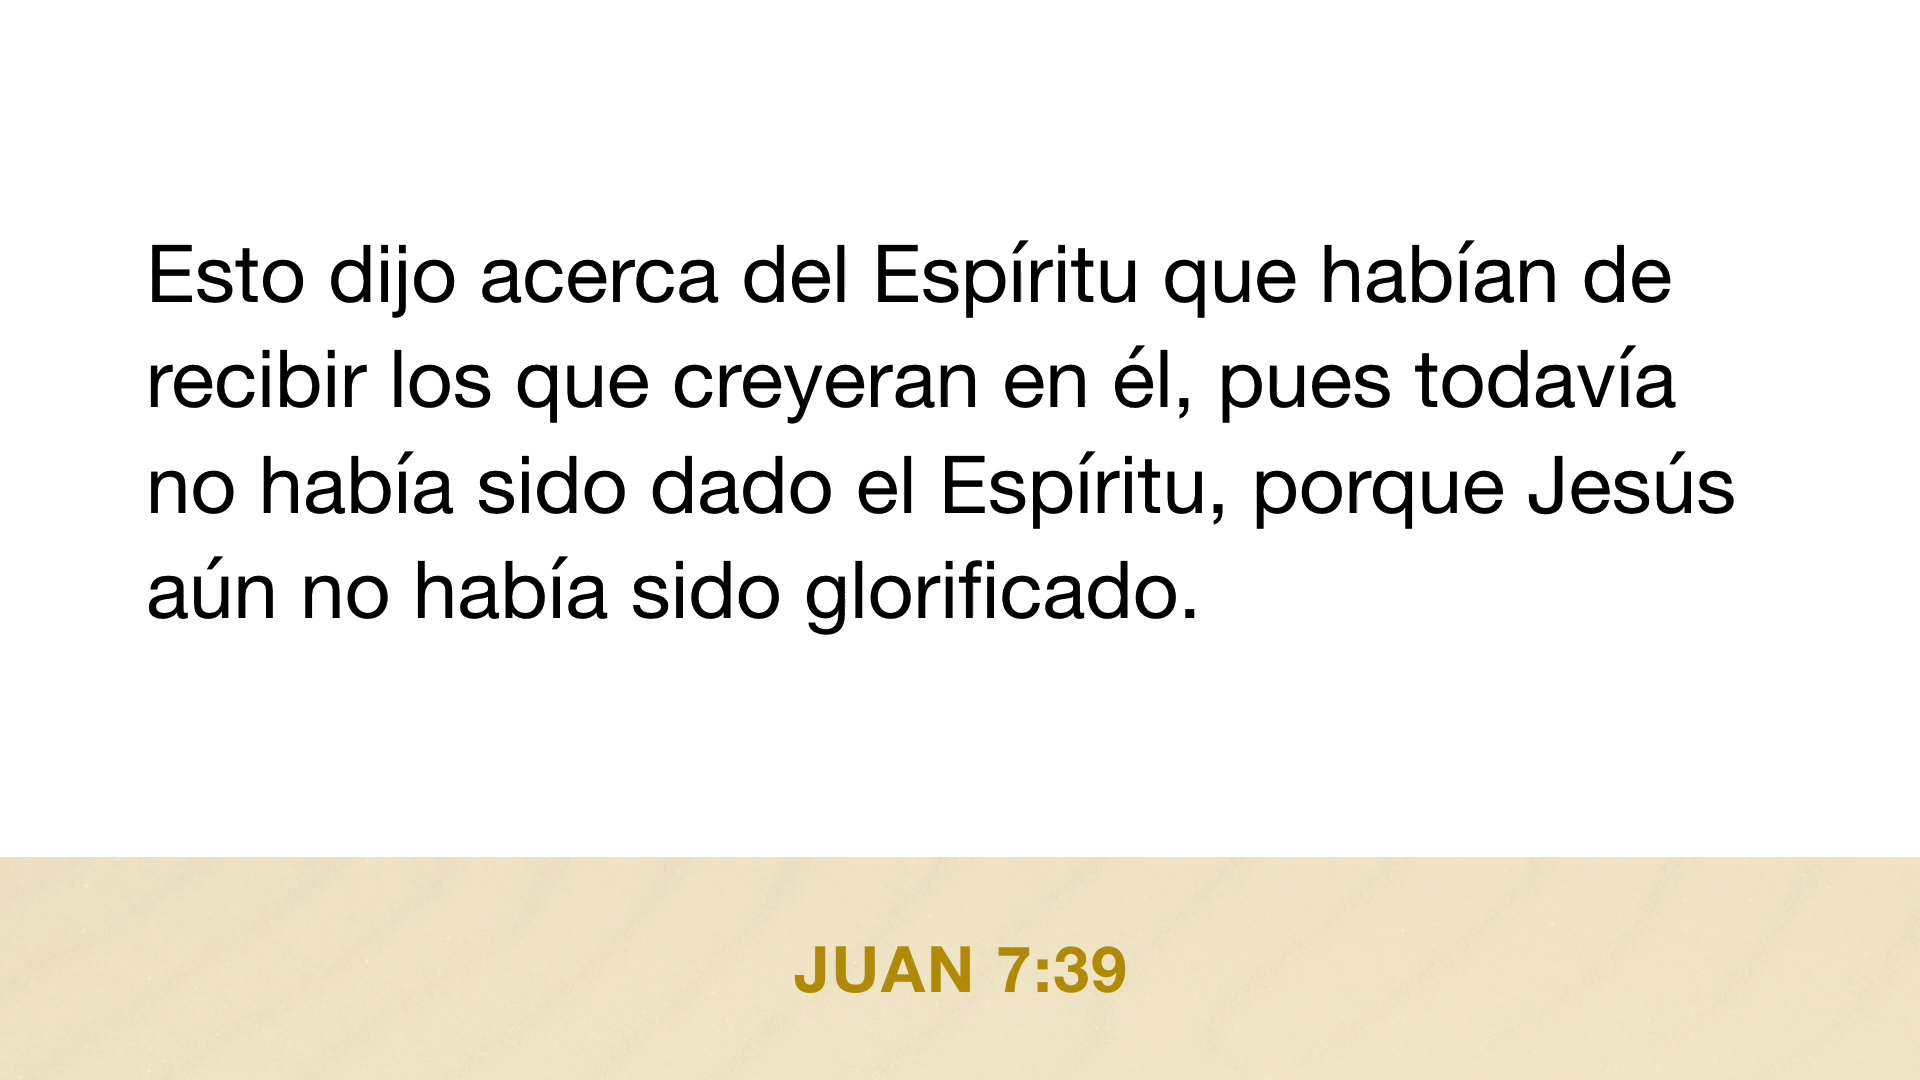 Esto dijo acerca del Espíritu que habían de
recibir los que creyeran en él, pues todavía
no había sido dado el Espíritu, porque Jesús
aún no había sido glorificado.
JUAN 7:39